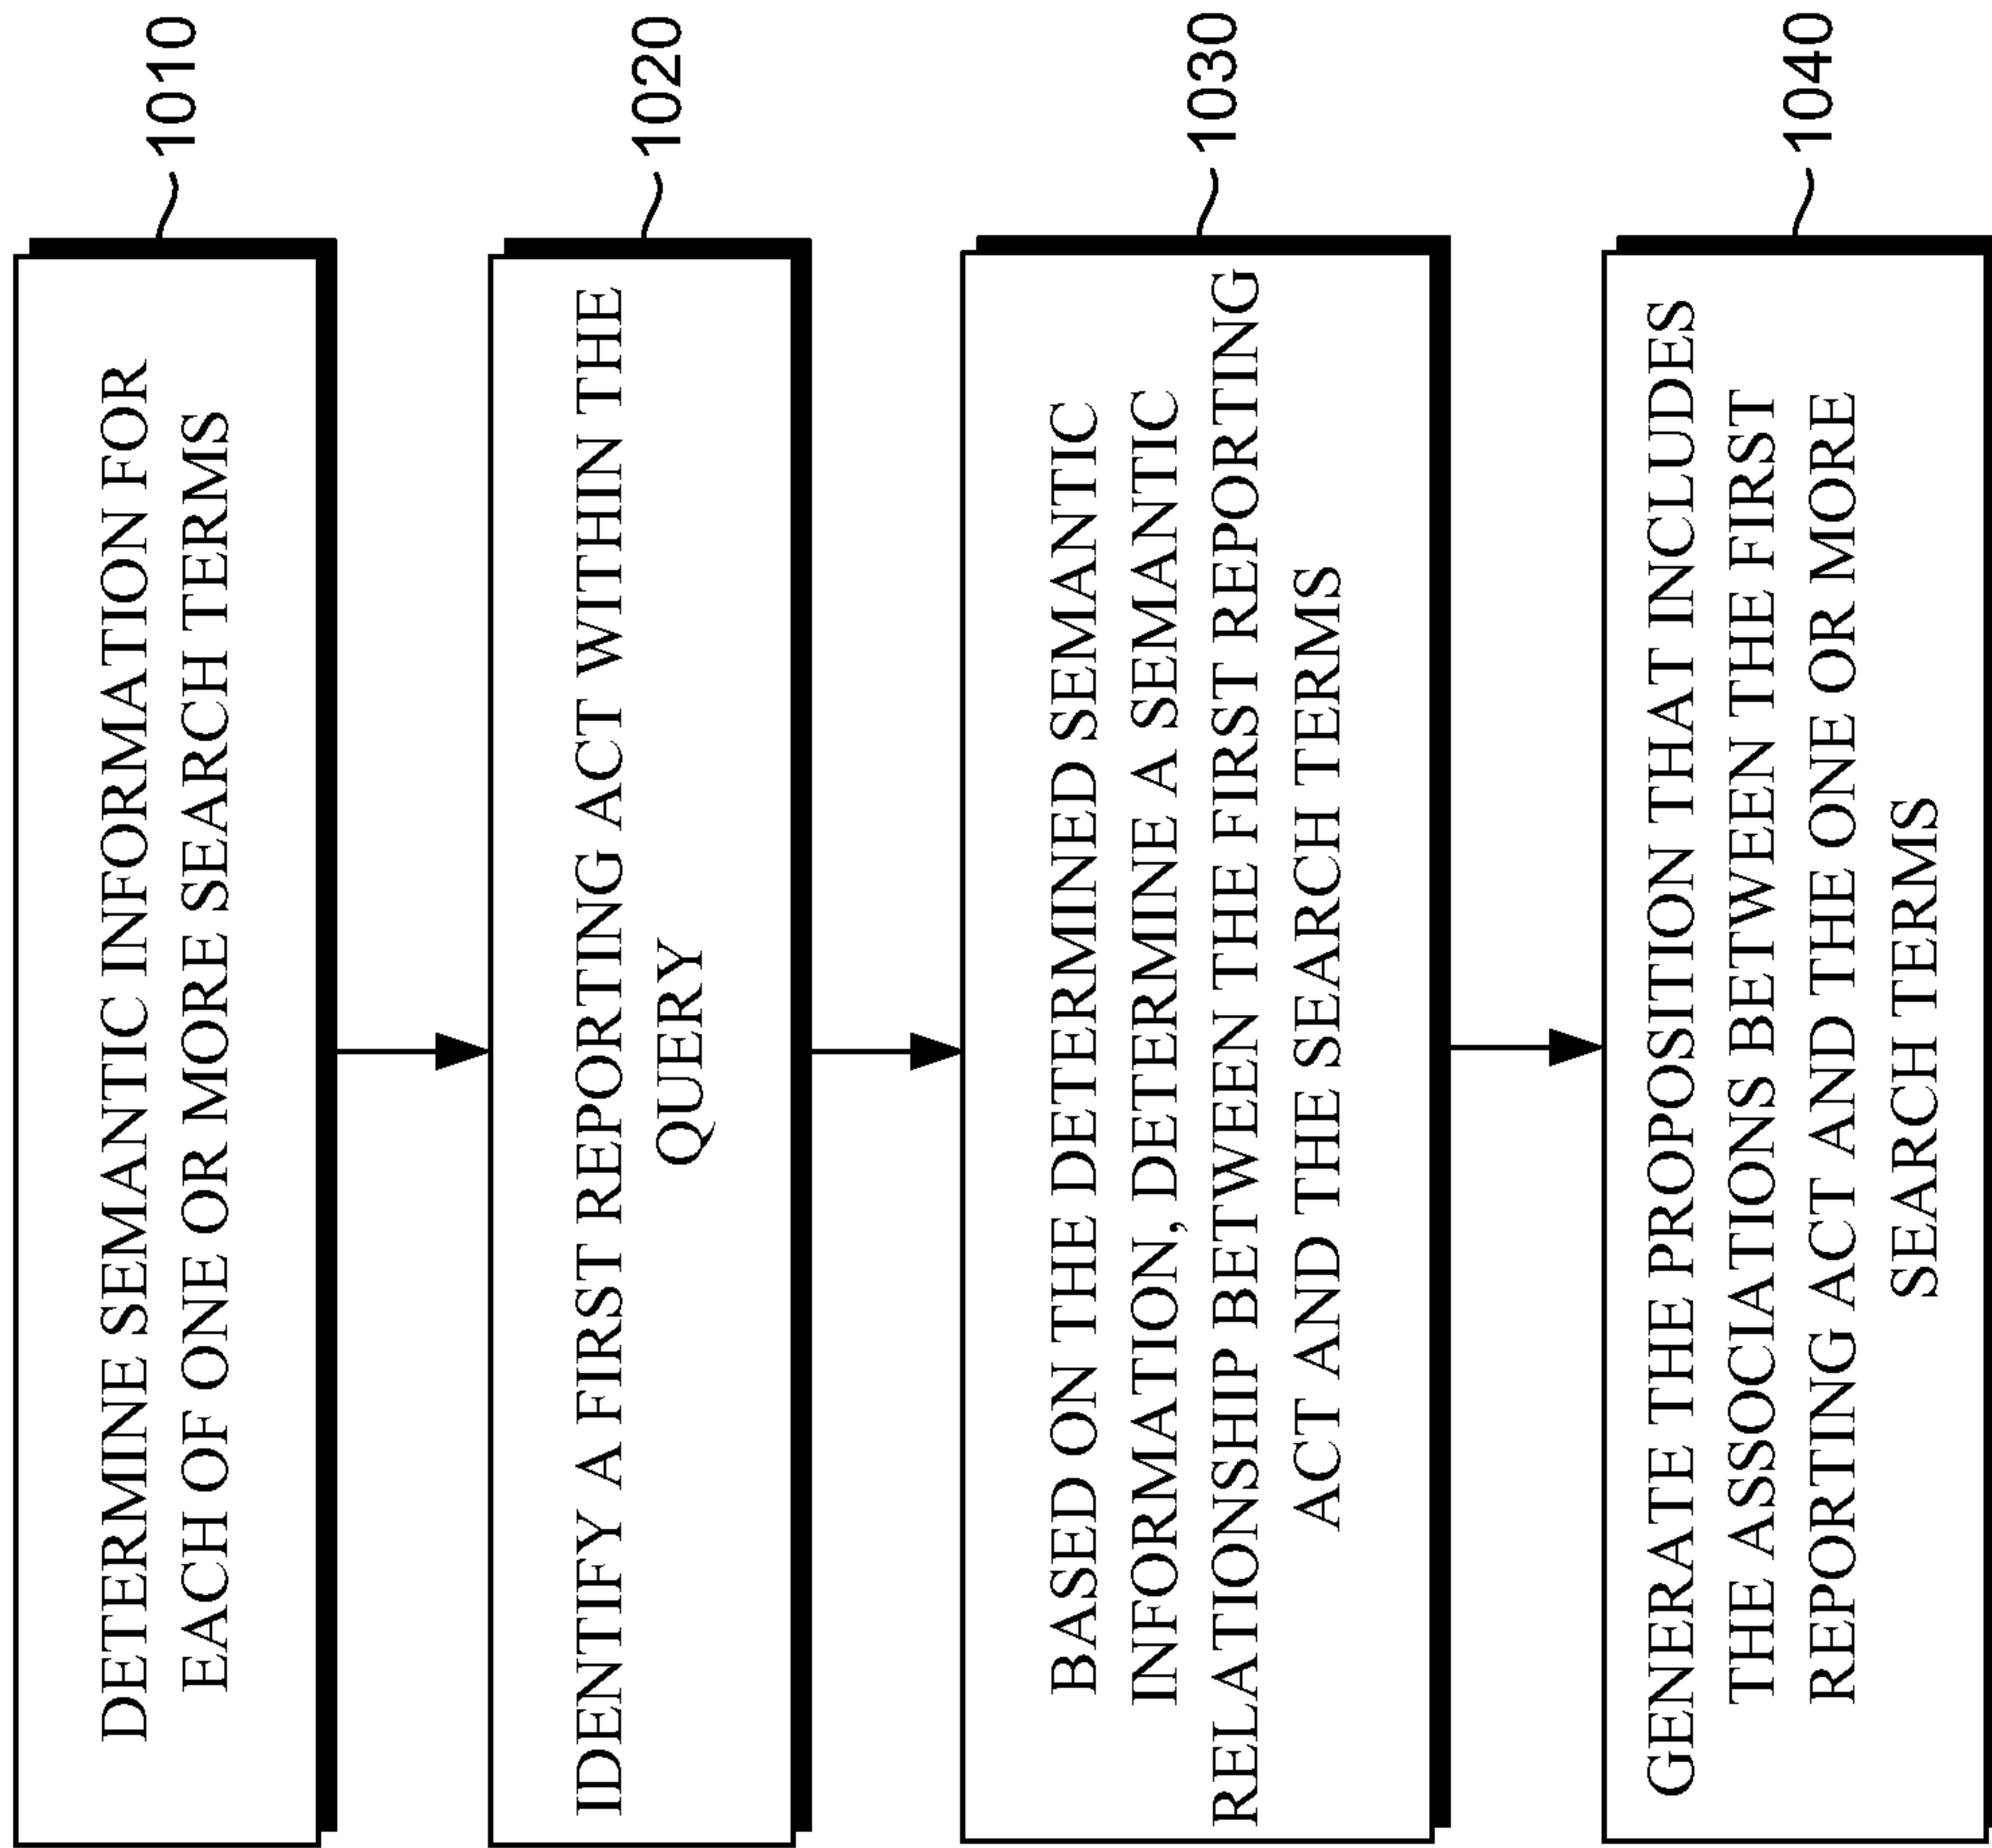 DETERMINE SEMANTIC INFORMATION FOR
EACH OF ONE OR MORE SEARCH TERMS
1010
IDENTIFY A FIRST REPORTING ACT WITHIN THE
QUERY
1020
BASED ON THE DETERMINED SEMANTIC
INFORMATION, DETERMINE A SEMANTIC
RELATIONSHIP BETWEEN THE FIRST REPORTING
ACT AND THE SEARCH TERMS
1030
GENERATE THE PROPOSITION THAT INCLUDES
THE ASSOCIATIONS BETWEEN THE FIRST
REPORTING ACT AND THE ONE OR MORE
SEARCH TERMS
1040